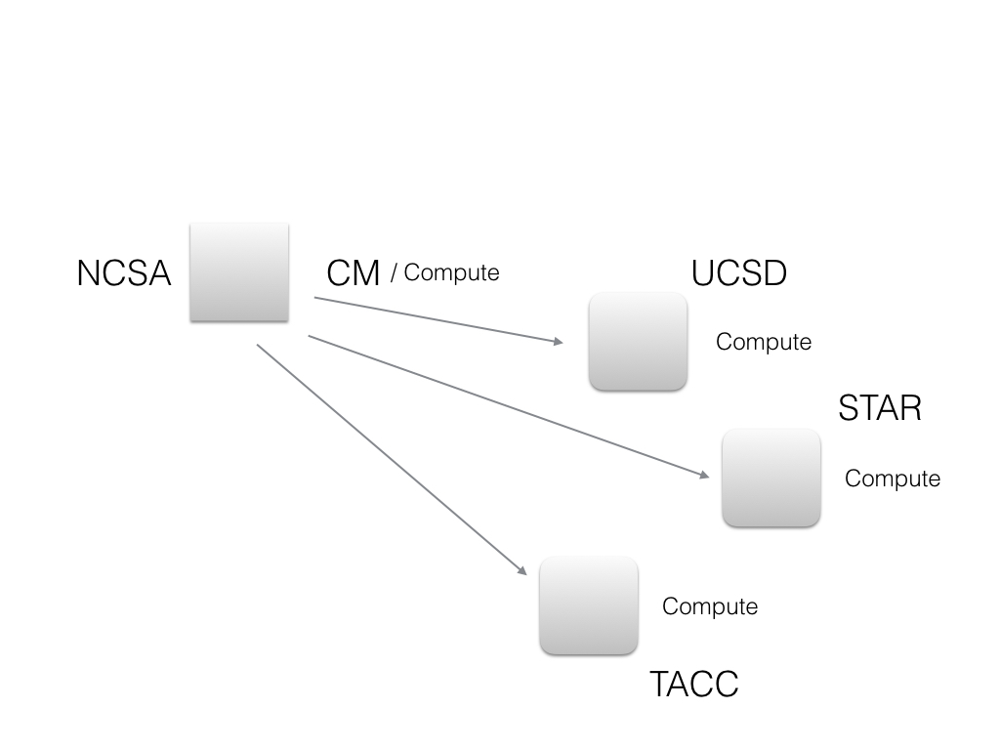 NCSA
CM / Compute
UCSD
Compute
STAR
Compute
Compute
TACC